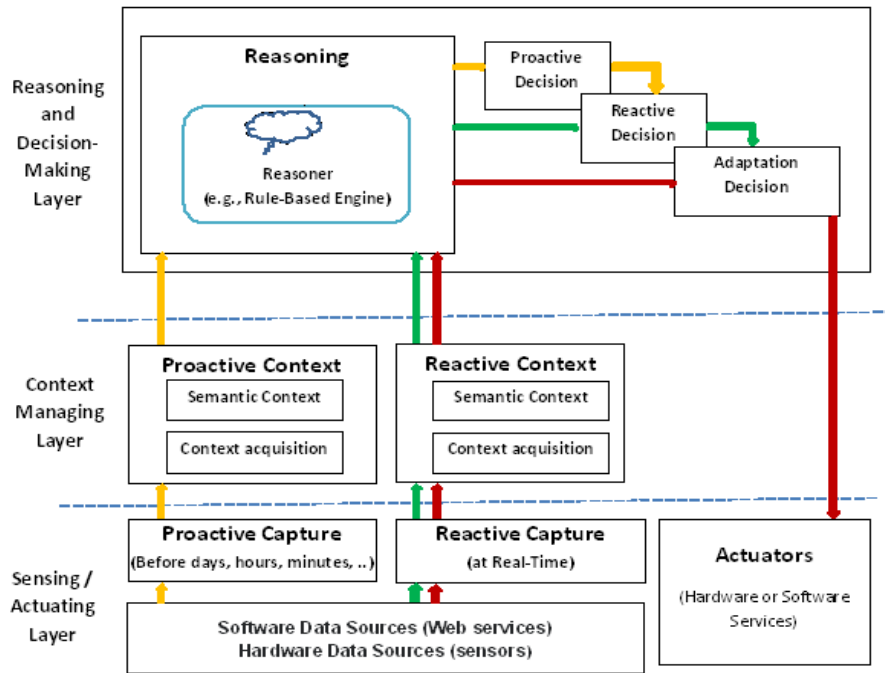 Reasoning and Decision-Making Layer
Reasoning
Reasoner
(e.g., Rule-Based Engine)
Proactive
Decision
Reactive
Decision
Adaptation
Decision
Context
Managing
Layer
Proactive Context
Semantic Context
Context acquisition
Reactive Context
Semantic Context
Context acquisition
Sensing /
Actuating
Layer
Proactive Capture
(Before days, hours, minutes, ..)
Reactive Capture
(at Real-Time)
Software Data Sources (Web services)
Hardware Data Sources (sensors)
Actuators
(Hardware or Software
Services)